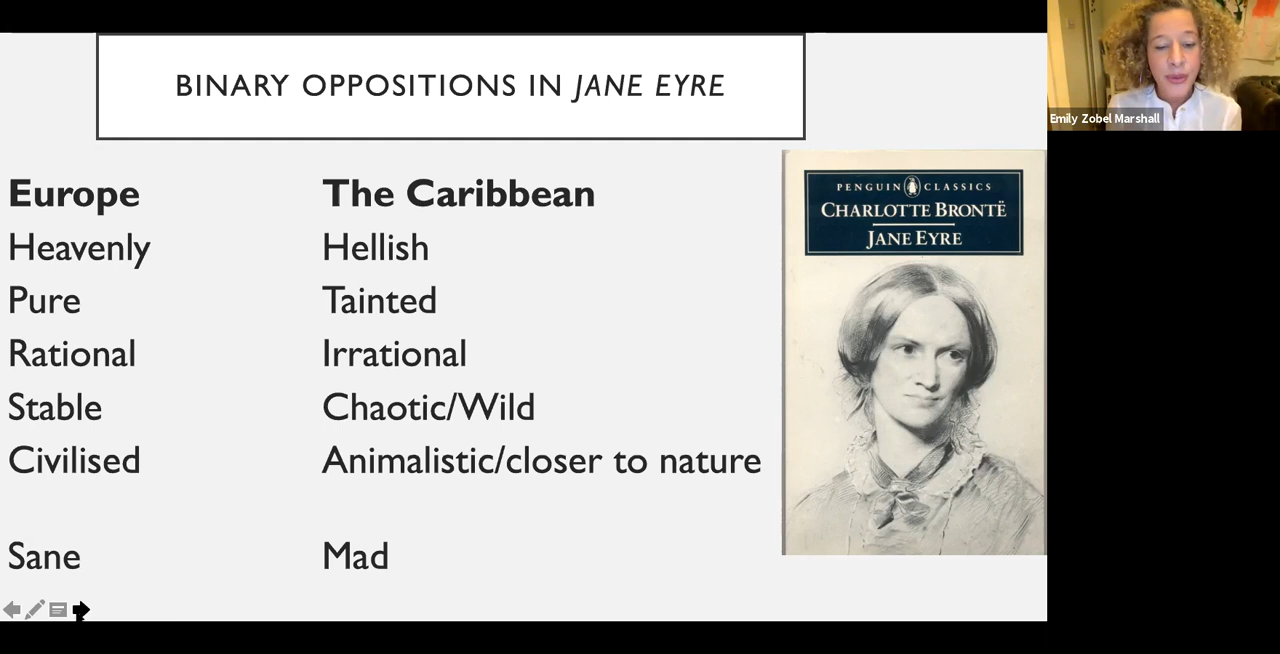 BINARY OPPOSITIONS IN JANE EYRE
Europe The Caribbean
Heavenly Hellish
Pure Tainted
Rational Irrational
Stable Chaotic/Wild
Civilised Animalistic/closer to nature
Sane Mad
PENGUIN CLASSICS
CHARLOTTE BRONTË
JANE EYRE
Emily Zobel Marshall